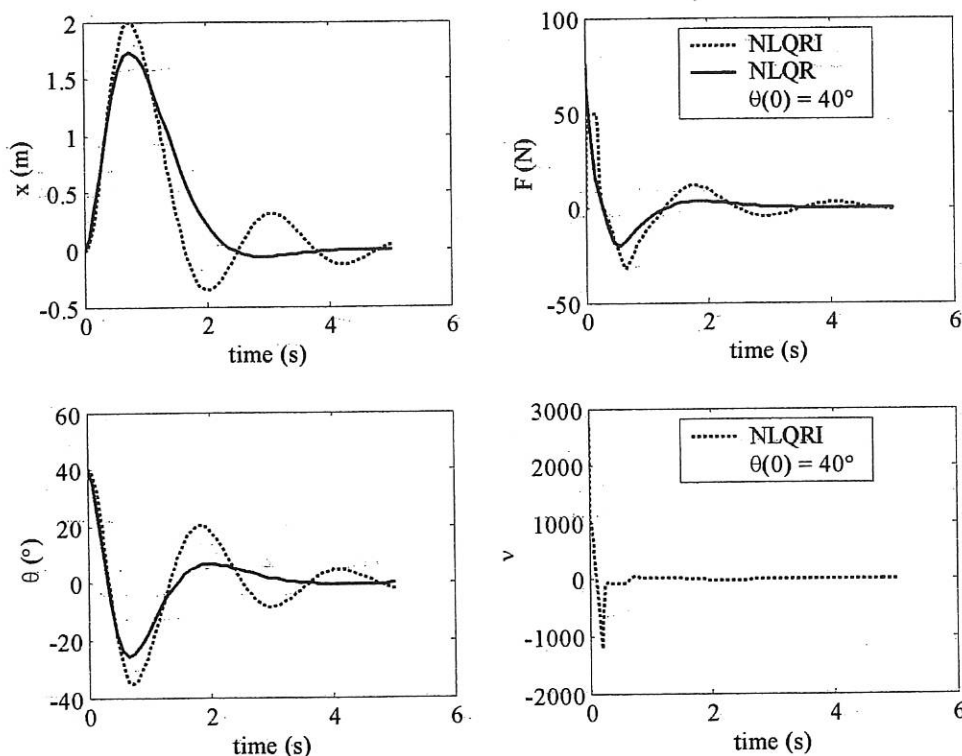 2
1.5
1
0.5
0
-0.5
x (m)
0 2 4 6
time (s)
100
50
0
-50
F (N)
NLQRI
NLQR
θ(0) = 40°
0 2 4 6
time (s)
60
40
20
0
-20
-40
θ (°)
0 2 4 6
time (s)
3000
2000
1000
0
-1000
-2000
ν
NLQRI
θ(0) = 40°
0 2 4 6
time (s)